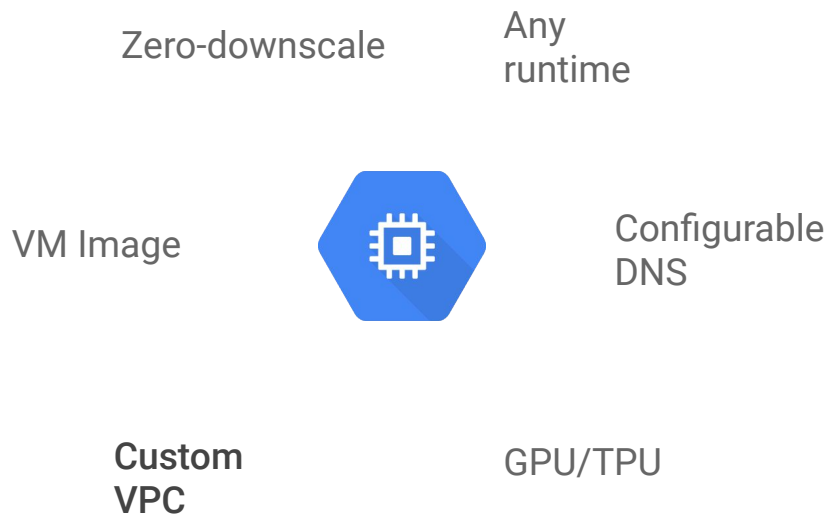 Zero-downscale
Any
runtime
VM Image
Configurable
DNS
Custom
VPC
GPU/TPU